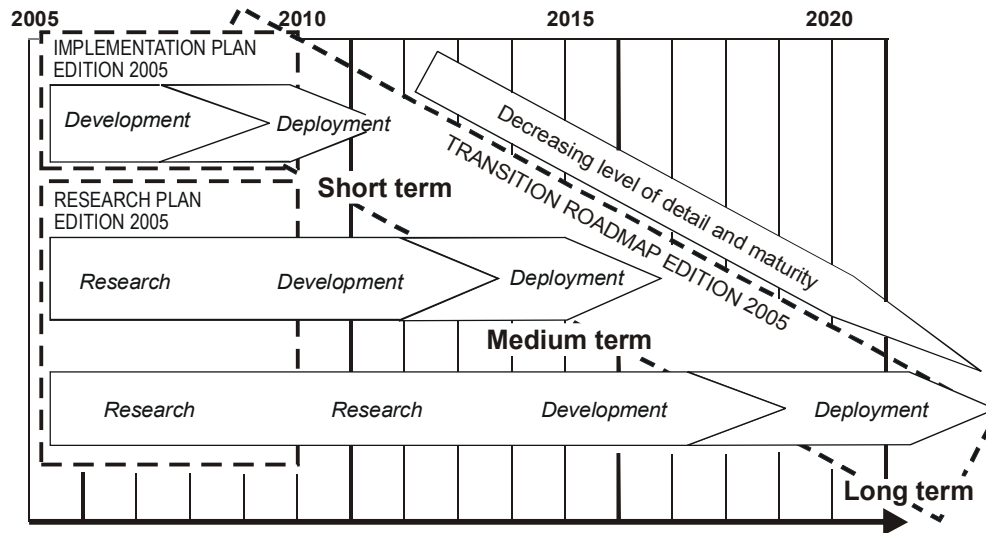 2005 2010 2015 2020
IMPLEMENTATION PLAN
EDITION 2005
Development
Deployment
Decreasing level of detail and maturity
TRANSITION ROADMAP EDITION 2005
Short term
RESEARCH PLAN
EDITION 2005
Research
Development
Deployment
Medium term
Research
Research
Development
Deployment
Long term